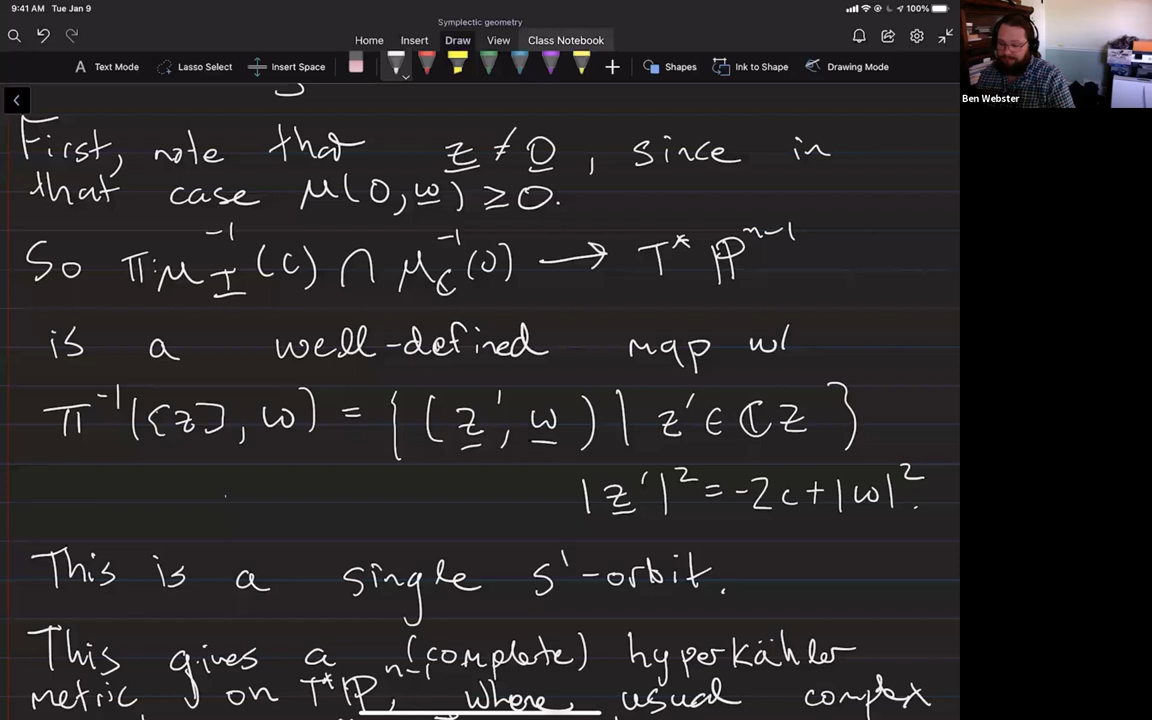 9:41 AM Tue Jan 9
100%
Symplectic geometry
Home Insert Draw View Class Notebook
Text Mode Lasso Select Insert Space Shapes Ink to Shape Drawing Mode
Ben Webster
First, note that z ≠ 0, since in
that case μ(0, w) ≥ 0.
So π: μ_I^{-1}(c) ∩ μ_ℂ^{-1}(0) → T* ℙ^{n-1}
is a well-defined map w/
π^{-1}([z], w) = {(z', w) | z' ∈ ℂz}
|z'|² = -2c + |w|².
This is a single S¹-orbit.
This gives a (complete) hyperkähler
metric on T*ℙ^{n-1}, where usual complex